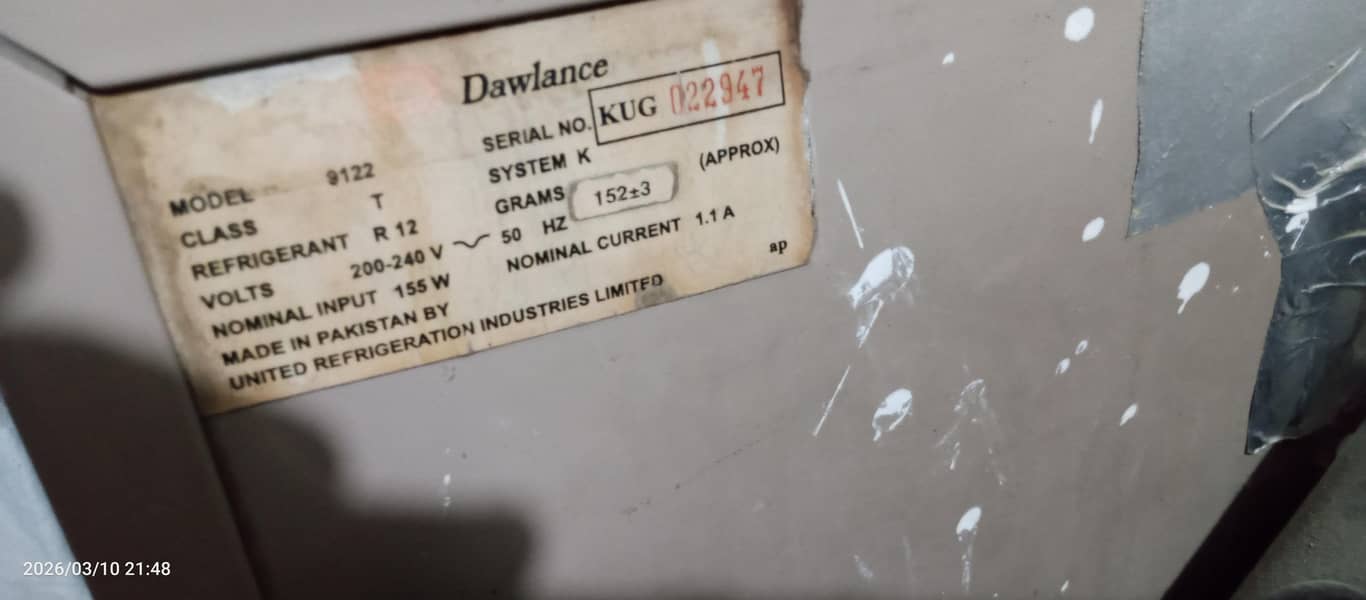 Dawlance
SERIAL NO. KUG 022947
MODEL 9122 SYSTEM K
CLASS T GRAMS 152±3 (APPROX)
REFRIGERANT R 12
VOLTS 200-240 V ~ 50 HZ
NOMINAL INPUT 155 W NOMINAL CURRENT 1.1 A
MADE IN PAKISTAN BY ap
UNITED REFRIGERATION INDUSTRIES LIMITED
2026/03/10 21:48